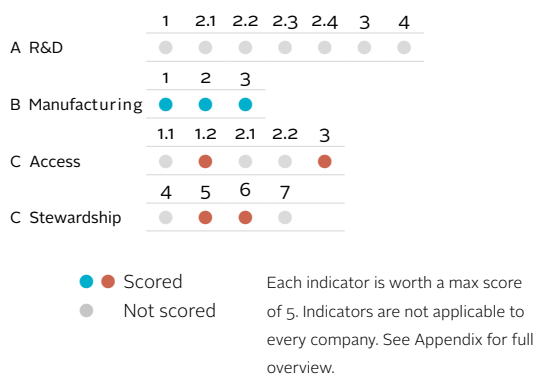 1 2.1 2.2 2.3 2.4 3 4
A R&D
1 2 3
B Manufacturing
1.1 1.2 2.1 2.2 3
C Access
4 5 6 7
C Stewardship
Scored
Not scored
Each indicator is worth a max score
of 5. Indicators are not applicable to
every company. See Appendix for full
overview.